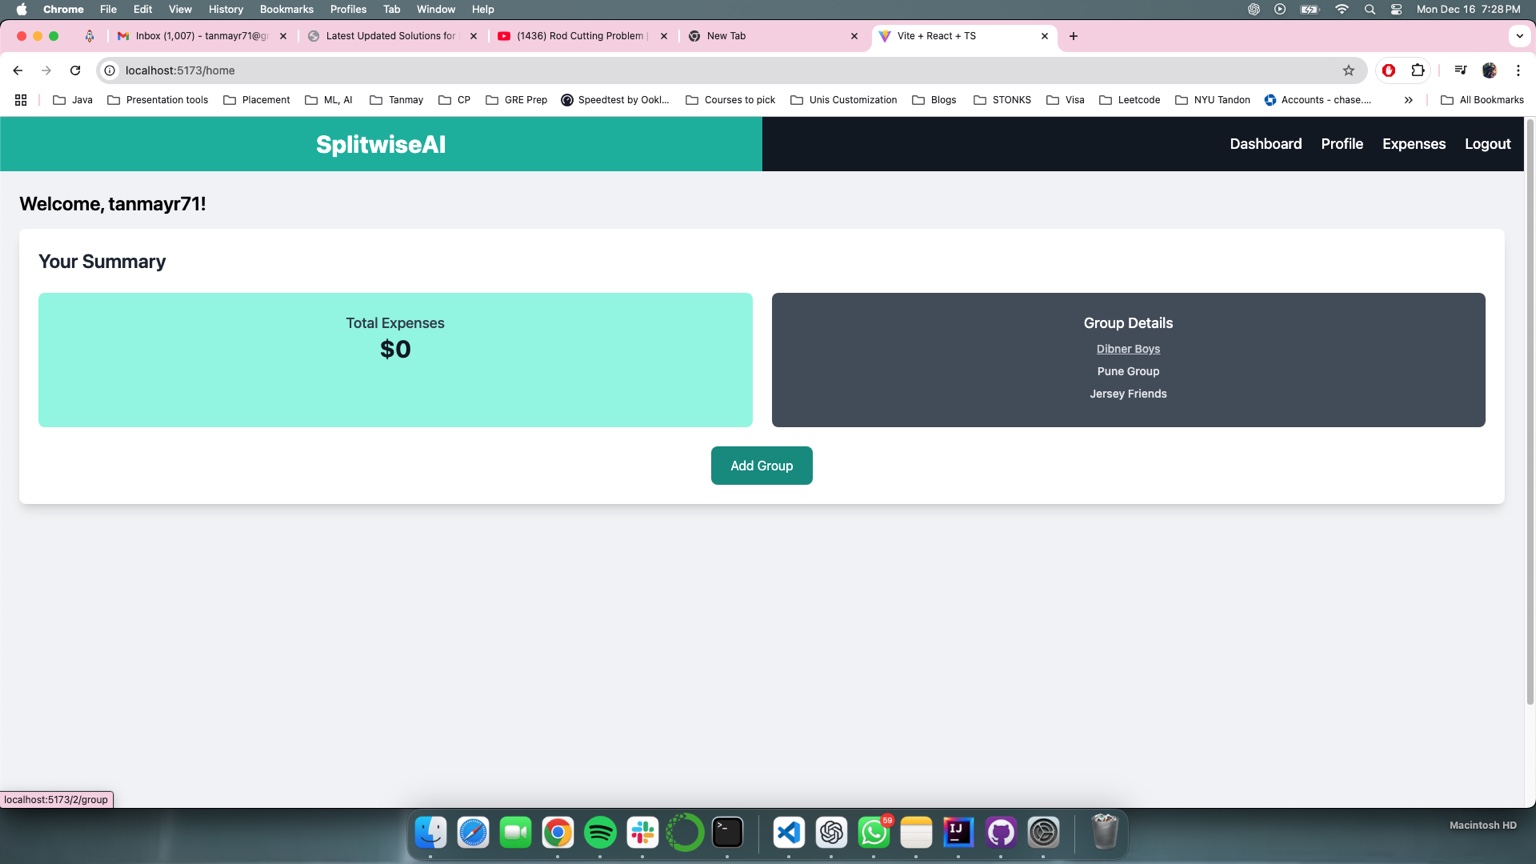 Chrome File Edit View History Bookmarks Profiles Tab Window Help Mon Dec 16 7:28 PM
Inbox (1,007) - tanmayr71@g Latest Updated Solutions for (1436) Rod Cutting Problem New Tab Vite + React + TS
localhost:5173/home
Java Presentation tools Placement ML, AI Tanmay CP GRE Prep Speedtest by Ookl... Courses to pick Unis Customization Blogs STONKS Visa Leetcode NYU Tandon Accounts - chase.... All Bookmarks
SplitwiseAI Dashboard Profile Expenses Logout
Welcome, tanmayr71!
Your Summary
Total Expenses
$0
Group Details
Dibner Boys
Pune Group
Jersey Friends
Add Group
localhost:5173/2/group
59
IJ
Macintosh HD